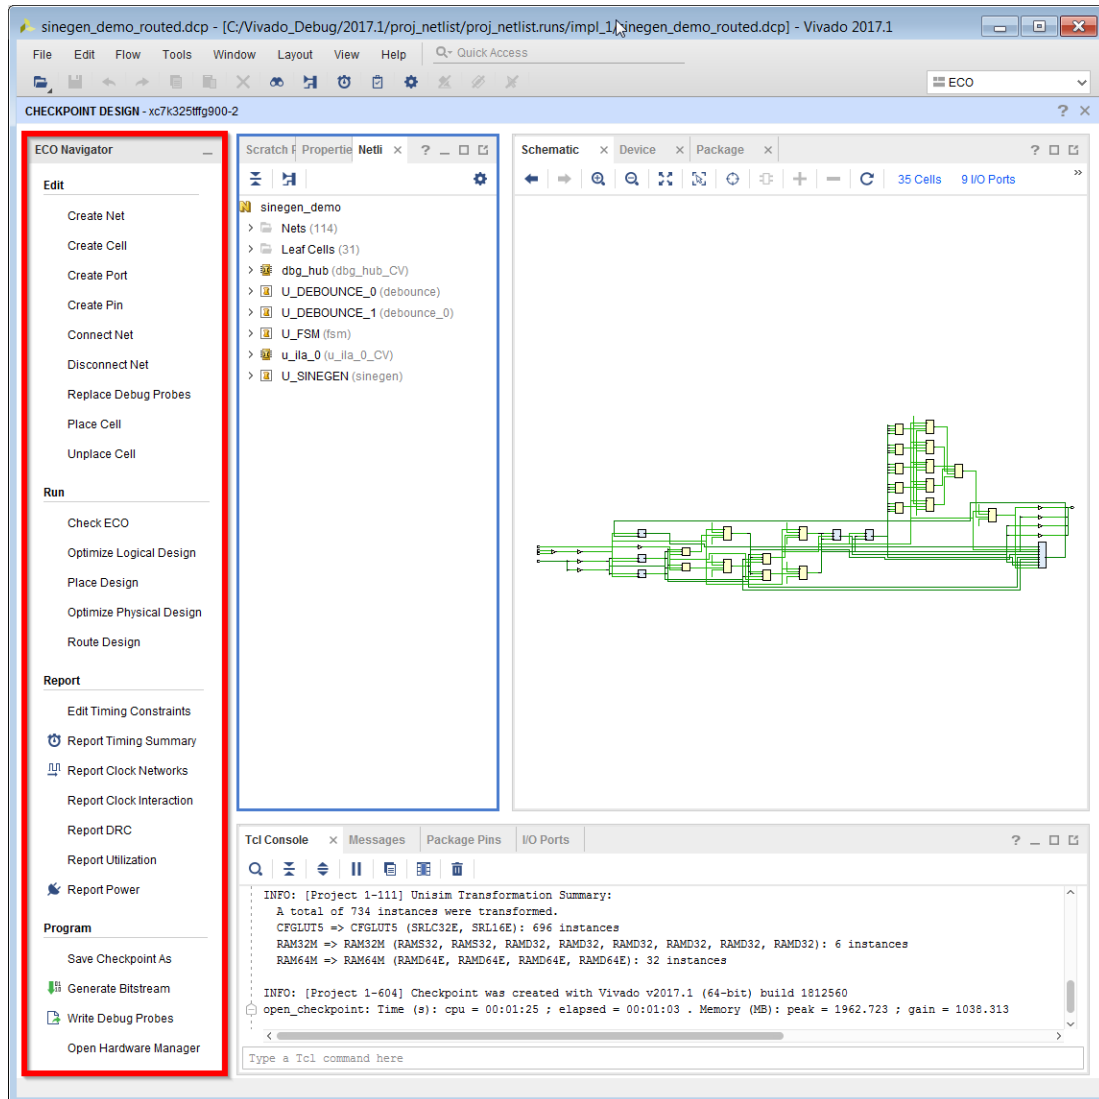 sinegen_demo_routed.dcp - [C:/Vivado_Debug/2017.1/proj_netlist/proj_netlist.runs/impl_1/sinegen_demo_routed.dcp] - Vivado 2017.1
File Edit Flow Tools Window Layout View Help Quick Access
ECO
CHECKPOINT DESIGN - xc7k325tffg900-2
ECO Navigator
Edit
Create Net
Create Cell
Create Port
Create Pin
Connect Net
Disconnect Net
Replace Debug Probes
Place Cell
Unplace Cell
Run
Check ECO
Optimize Logical Design
Place Design
Optimize Physical Design
Route Design
Report
Edit Timing Constraints
Report Timing Summary
Report Clock Networks
Report Clock Interaction
Report DRC
Report Utilization
Report Power
Program
Save Checkpoint As
Generate Bitstream
Write Debug Probes
Open Hardware Manager
Scratch Propertie Netli
sinegen_demo
Nets (114)
Leaf Cells (31)
dbg_hub (dbg_hub_CV)
U_DEBOUNCE_0 (debounce)
U_DEBOUNCE_1 (debounce_0)
U_FSM (fsm)
u_ila_0 (u_ila_0_CV)
U_SINEGEN (sinegen)
Schematic Device Package
35 Cells 9 I/O Ports
Tcl Console Messages Package Pins I/O Ports
INFO: [Project 1-111] Unisim Transformation Summary:
A total of 734 instances were transformed.
CFGLUT5 => CFGLUT5 (SRLC32E, SRL16E): 696 instances
RAM32M => RAM32M (RAMS32, RAMS32, RAMD32, RAMD32, RAMD32, RAMD32, RAMD32, RAMD32): 6 instances
RAM64M => RAM64M (RAMD64E, RAMD64E, RAMD64E, RAMD64E): 32 instances
INFO: [Project 1-604] Checkpoint was created with Vivado v2017.1 (64-bit) build 1812560
open_checkpoint: Time (s): cpu = 00:01:25 ; elapsed = 00:01:03 . Memory (MB): peak = 1962.723 ; gain = 1038.313
Type a Tcl command here